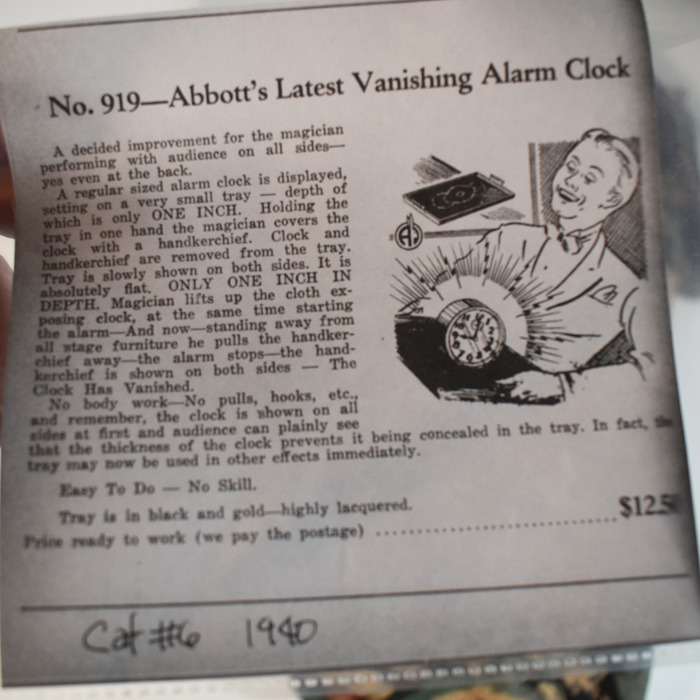 No. 919—Abbott's Latest Vanishing Alarm Clock
A decided improvement for the magician
performing with audience on all sides—
yes even at the back.
A regular sized alarm clock is displayed,
setting on a very small tray — depth of
which is only ONE INCH. Holding the
tray in one hand the magician covers the
clock with a handkerchief. Clock and
handkerchief are removed from the tray.
Tray is slowly shown on both sides. It is
absolutely flat. ONLY ONE INCH IN
DEPTH. Magician lifts up the cloth ex-
posing clock, at the same time starting
the alarm—And now—standing away from
all stage furniture he pulls the handker-
chief away—the alarm stops—the hand-
kerchief is shown on both sides — The
Clock Has Vanished.
No body work—No pulls, hooks, etc.,
and remember, the clock is shown on all
sides at first and audience can plainly see
that the thickness of the clock prevents it being concealed in the tray. In fact, the
tray may now be used in other effects immediately.
Easy To Do — No Skill.
Tray is in black and gold—highly lacquered.
Price ready to work (we pay the postage) .............................. $12.5
Cat #6 1940